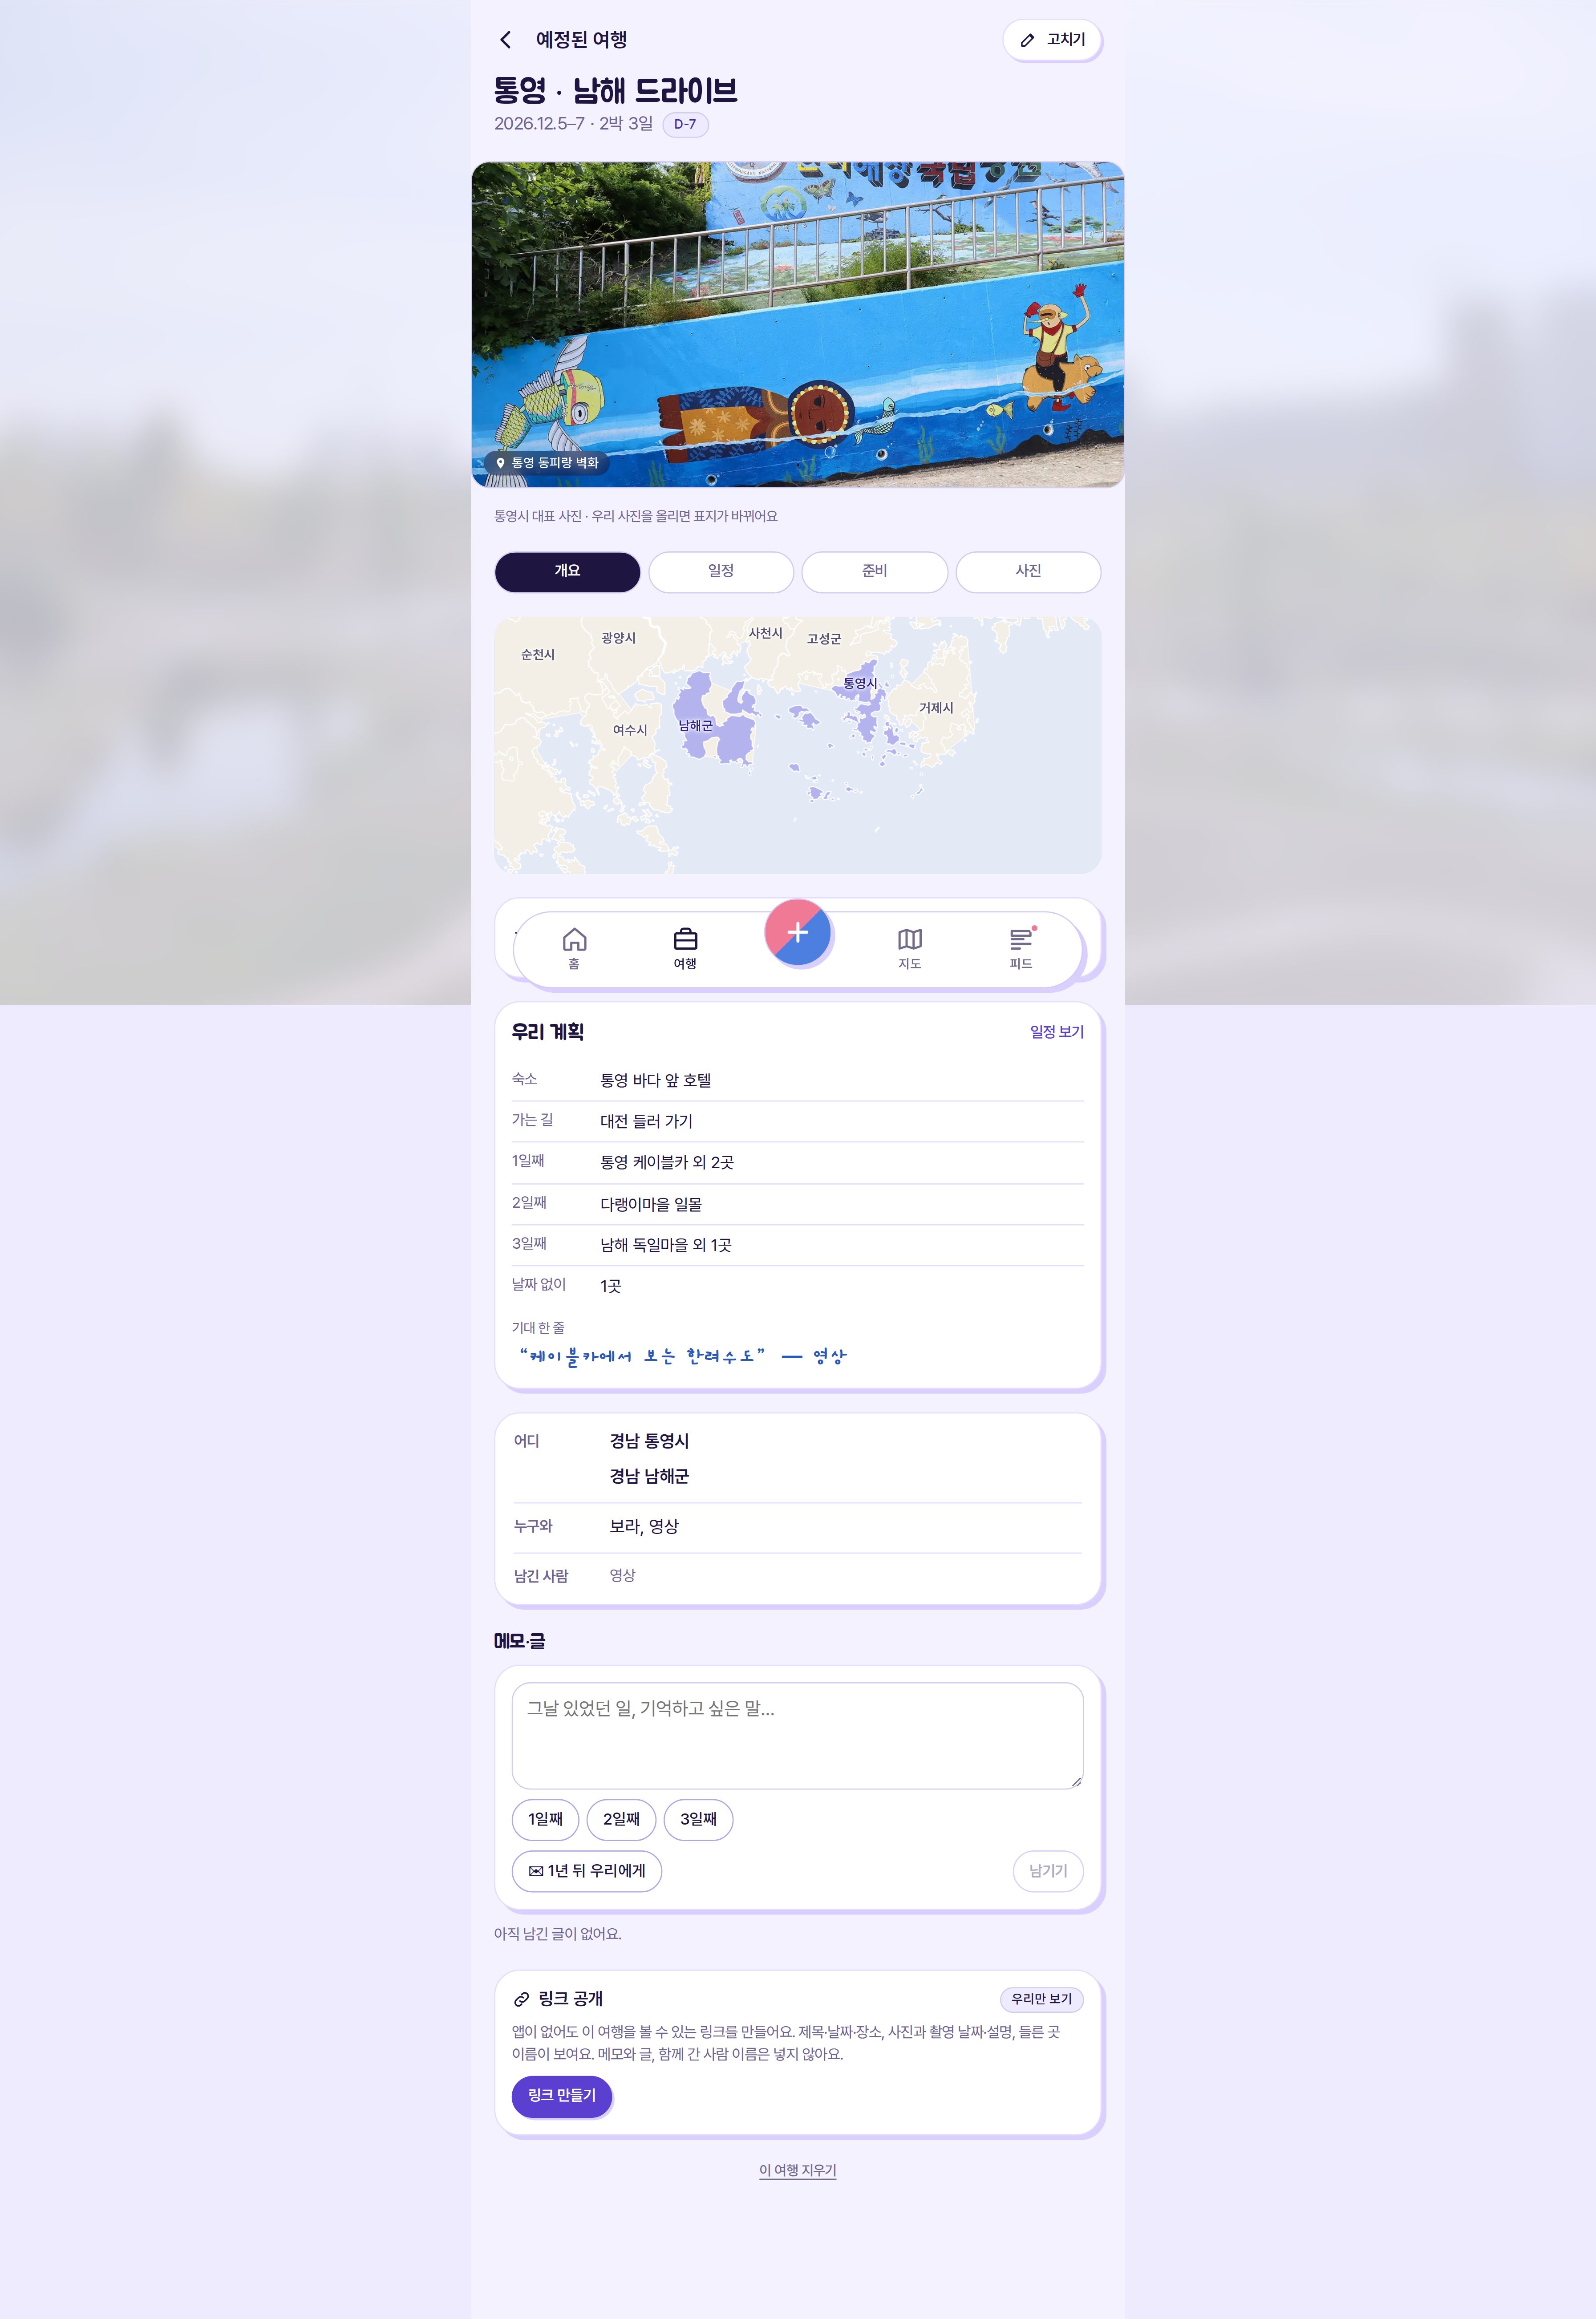 예정된 여행
고치기
통영 · 남해 드라이브
2026.12.5–7 · 2박 3일 D-7
통영 동피랑 벽화
통영시 대표 사진 · 우리 사진을 올리면 표지가 바뀌어요
개요
일정
준비
사진
순천시
광양시
사천시
고성군
통영시
거제시
여수시
남해군
홈
여행
지도
피드
우리 계획
일정 보기
숙소 통영 바다 앞 호텔
가는 길 대전 들러 가기
1일째 통영 케이블카 외 2곳
2일째 다랭이마을 일몰
3일째 남해 독일마을 외 1곳
날짜 없이 1곳
기대 한 줄
“케이블카에서 보는 한려수도” — 영상
어디 경남 통영시
경남 남해군
누구와 보라, 영상
남긴 사람 영상
메모·글
그날 있었던 일, 기억하고 싶은 말...
1일째
2일째
3일째
✉ 1년 뒤 우리에게
남기기
아직 남긴 글이 없어요.
링크 공개
우리만 보기
앱이 없어도 이 여행을 볼 수 있는 링크를 만들어요. 제목·날짜·장소, 사진과 촬영 날짜·설명, 들른 곳
이름이 보여요. 메모와 글, 함께 간 사람 이름은 넣지 않아요.
링크 만들기
이 여행 지우기